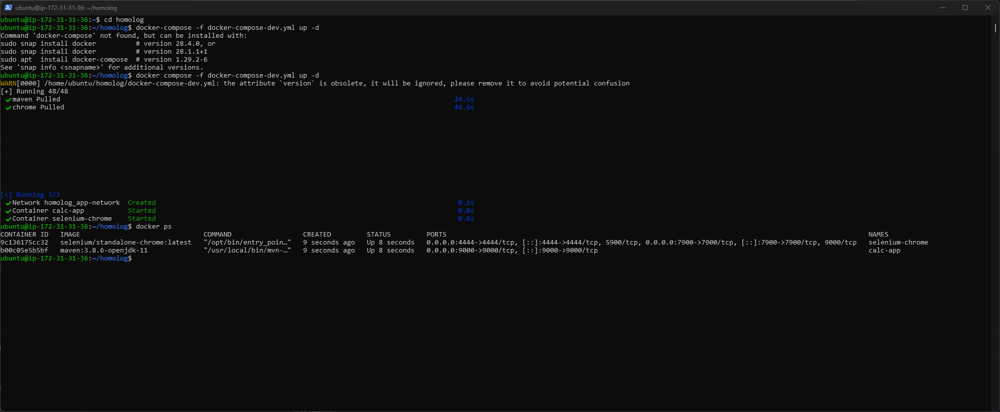 ubuntu@ip-172-31-31-36: ~/homolog
ubuntu@ip-172-31-31-36:~$ cd homolog
ubuntu@ip-172-31-31-36:~/homolog$ docker-compose -f docker-compose-dev.yml up -d
Command 'docker-compose' not found, but can be installed with:
sudo snap install docker          # version 28.4.0, or
sudo snap install docker          # version 28.1.1+1
sudo apt  install docker-compose  # version 1.29.2-6
See 'snap info <snapname>' for additional versions.
ubuntu@ip-172-31-31-36:~/homolog$ docker compose -f docker-compose-dev.yml up -d
WARN[0000] /home/ubuntu/homolog/docker-compose-dev.yml: the attribute `version` is obsolete, it will be ignored, please remove it to avoid potential confusion
[+] Running 48/48
✔ maven Pulled 24.5s
✔ chrome Pulled 44.6s
[+] Running 3/3
✔ Network homolog_app-network  Created 0.1s
✔ Container calc-app           Started 0.8s
✔ Container selenium-chrome    Started 0.8s
ubuntu@ip-172-31-31-36:~/homolog$ docker ps
CONTAINER ID   IMAGE                               COMMAND                  CREATED         STATUS         PORTS                                                                                                         NAMES
9c136175cc32   selenium/standalone-chrome:latest   "/opt/bin/entry_poin…"   9 seconds ago   Up 8 seconds   0.0.0.0:4444->4444/tcp, [::]:4444->4444/tcp, 5900/tcp, 0.0.0.0:7900->7900/tcp, [::]:7900->7900/tcp, 9000/tcp   selenium-chrome
b00c05e5b5bf   maven:3.8.6-openjdk-11              "/usr/local/bin/mvn-…"   9 seconds ago   Up 8 seconds   0.0.0.0:9000->9000/tcp, [::]:9000->9000/tcp                                                                    calc-app
ubuntu@ip-172-31-31-36:~/homolog$